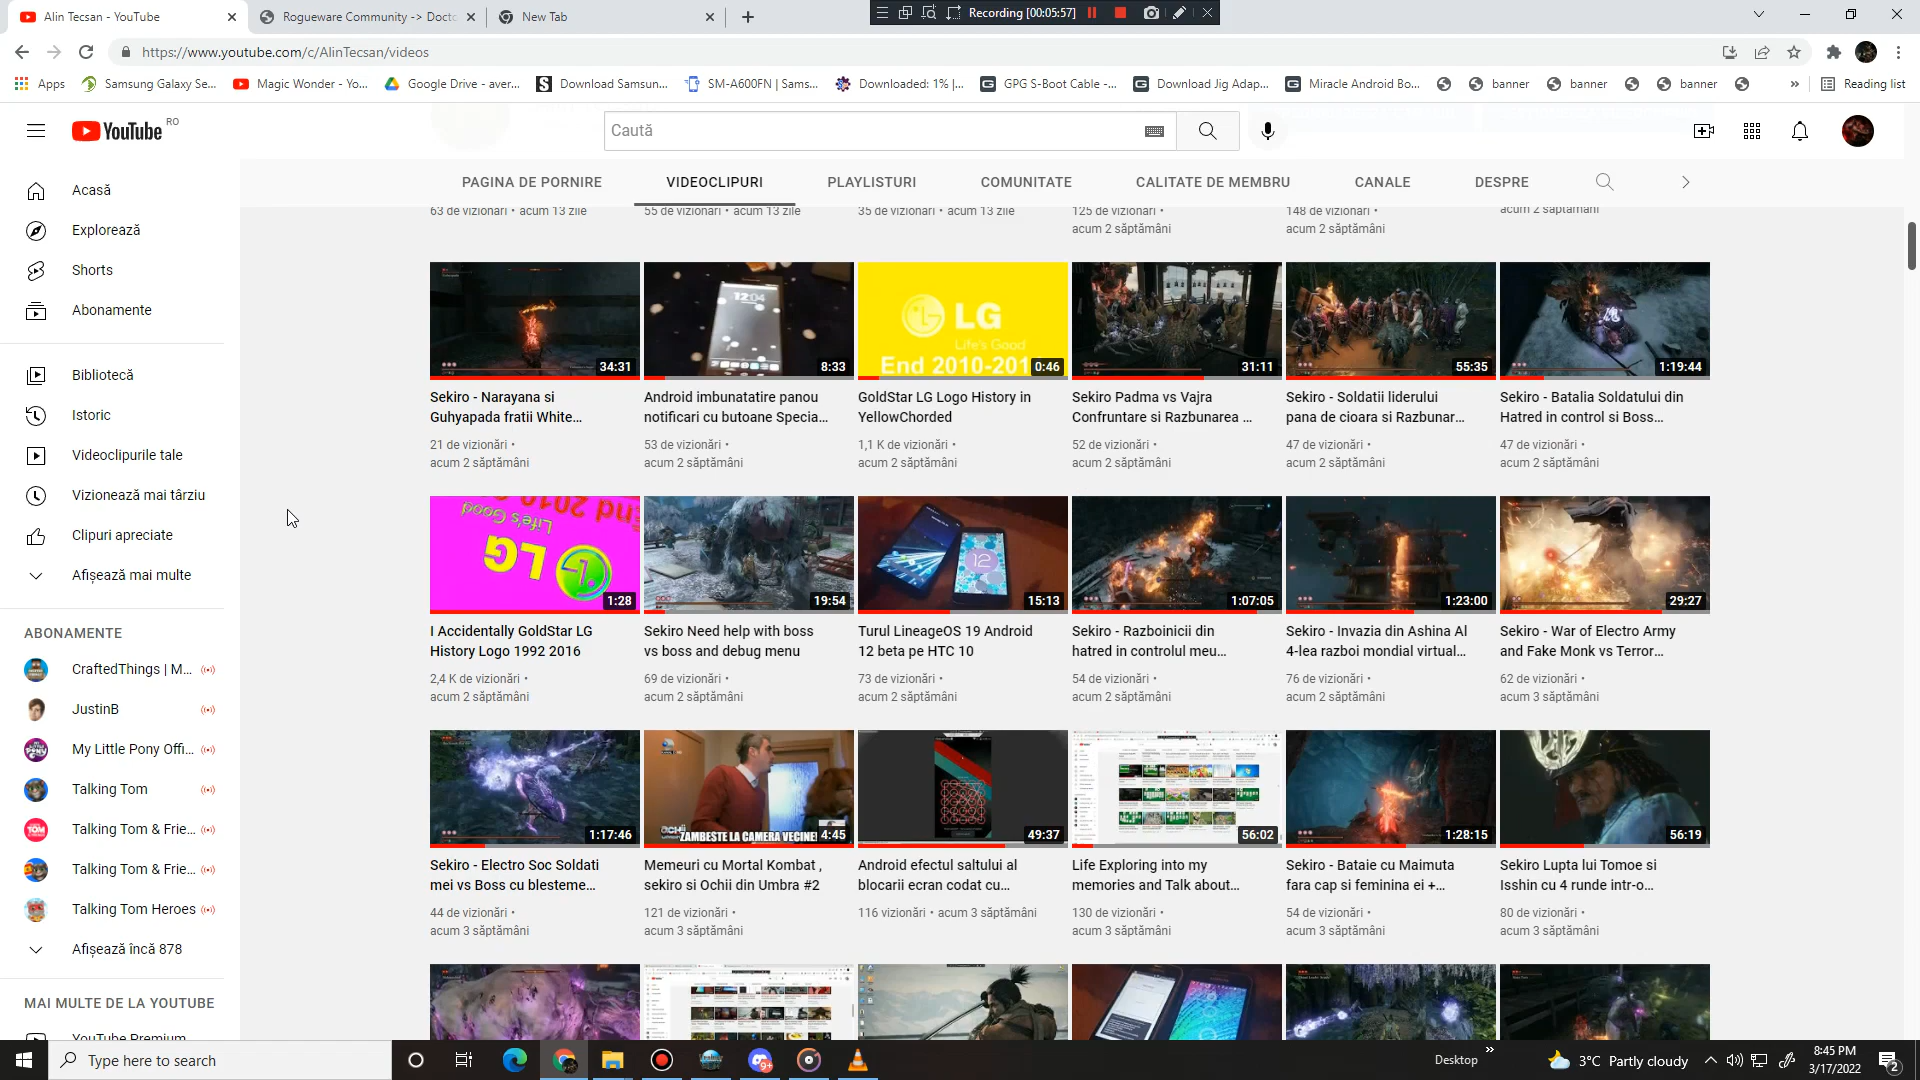 Alin Tecsan - YouTube
Rogueware Community -> Docto
New Tab
Recording [00:05:57]
https://www.youtube.com/c/AlinTecsan/videos
Apps
Samsung Galaxy Se...
Magic Wonder - Yo...
Google Drive - aver...
Download Samsun...
SM-A600FN | Sams...
Downloaded: 1% |...
GPG S-Boot Cable -...
Download Jig Adap...
Miracle Android Bo...
banner
banner
banner
»
Reading list
YouTube RO
Caută
PAGINA DE PORNIRE
VIDEOCLIPURI
PLAYLISTURI
COMUNITATE
CALITATE DE MEMBRU
CANALE
DESPRE
Acasă
Explorează
Shorts
Abonamente
Bibliotecă
Istoric
Videoclipurile tale
Vizionează mai târziu
Clipuri apreciate
Afișează mai multe
ABONAMENTE
CraftedThings | M...
JustinB
My Little Pony Offi...
Talking Tom
Talking Tom & Frie...
Talking Tom & Frie...
Talking Tom Heroes
Afișează încă 878
MAI MULTE DE LA YOUTUBE
YouTube Premium
63 de vizionări • acum 13 zile
55 de vizionări • acum 13 zile
35 de vizionări • acum 13 zile
125 de vizionări •
acum 2 săptămâni
148 de vizionări •
acum 2 săptămâni
acum 2 săptămâni
34:31
12:04
8:33
LG
Life's Good
End 2010-201
0:46
31:11
55:35
1:19:44
Sekiro - Narayana si
Guhyapada fratii White...
21 de vizionări •
acum 2 săptămâni
Android imbunatatire panou
notificari cu butoane Specia...
53 de vizionări •
acum 2 săptămâni
GoldStar LG Logo History in
YellowChorded
1,1 K de vizionări •
acum 2 săptămâni
Sekiro Padma vs Vajra
Confruntare si Razbunarea ...
52 de vizionări •
acum 2 săptămâni
Sekiro - Soldatii liderului
pana de cioara si Razbunar...
47 de vizionări •
acum 2 săptămâni
Sekiro - Batalia Soldatului din
Hatred in control si Boss...
47 de vizionări •
acum 2 săptămâni
Life's Good
LG
1:28
19:54
12
15:13
1:07:05
1:23:00
29:27
I Accidentally GoldStar LG
History Logo 1992 2016
2,4 K de vizionări •
acum 2 săptămâni
Sekiro Need help with boss
vs boss and debug menu
69 de vizionări •
acum 2 săptămâni
Turul LineageOS 19 Android
12 beta pe HTC 10
73 de vizionări •
acum 2 săptămâni
Sekiro - Razboinicii din
hatred in controlul meu...
54 de vizionări •
acum 2 săptămâni
Sekiro - Invazia din Ashina Al
4-lea razboi mondial virtual...
76 de vizionări •
acum 2 săptămâni
Sekiro - War of Electro Army
and Fake Monk vs Terror...
62 de vizionări •
acum 3 săptămâni
1:17:46
ZAMBEȘTE LA CAMERA VECINE!
4:45
49:37
56:02
1:28:15
56:19
Sekiro - Electro Soc Soldati
mei vs Boss cu blesteme...
44 de vizionări •
acum 3 săptămâni
Memeuri cu Mortal Kombat ,
sekiro si Ochii din Umbra #2
121 de vizionări •
acum 3 săptămâni
Android efectul saltului al
blocarii ecran codat cu...
116 vizionări • acum 3 săptămâni
Life Exploring into my
memories and Talk about...
130 de vizionări •
acum 3 săptămâni
Sekiro - Bataie cu Maimuta
fara cap si feminina ei +...
54 de vizionări •
acum 3 săptămâni
Sekiro Lupta lui Tomoe si
Isshin cu 4 runde intr-o...
80 de vizionări •
acum 3 săptămâni
Type here to search
9+
Desktop
»
3°C Partly cloudy
8:45 PM
3/17/2022
2